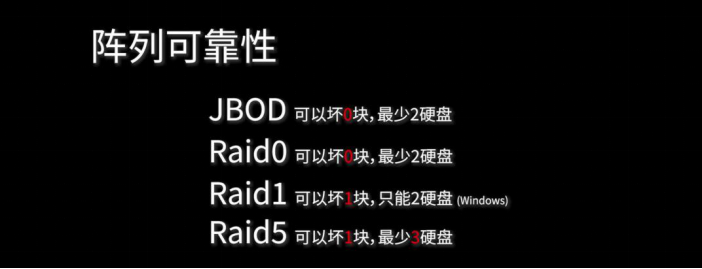 阵列可靠性
JBOD 可以坏0块，最少2硬盘
Raid0 可以坏0块，最少2硬盘
Raid1 可以坏1块，只能2硬盘 (Windows)
Raid5 可以坏1块，最少3硬盘